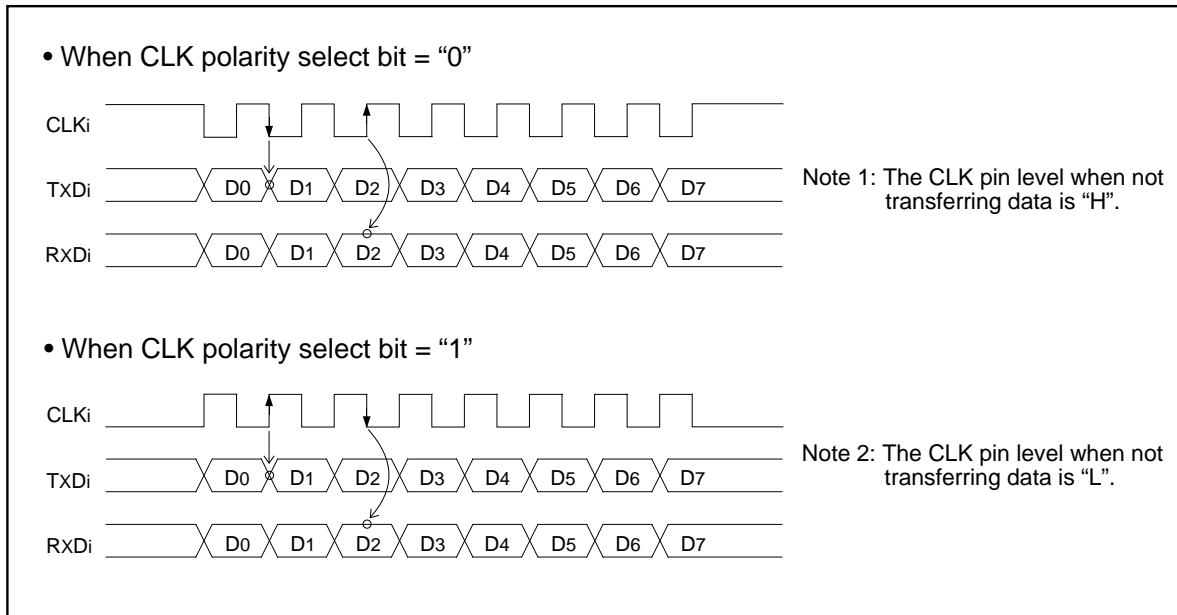 • When CLK polarity select bit = “0”
CLKi
TXDi D0 D1 D2 D3 D4 D5 D6 D7
RXDi D0 D1 D2 D3 D4 D5 D6 D7
Note 1: The CLK pin level when not
transferring data is “H”.
• When CLK polarity select bit = “1”
CLKi
TXDi D0 D1 D2 D3 D4 D5 D6 D7
RXDi D0 D1 D2 D3 D4 D5 D6 D7
Note 2: The CLK pin level when not
transferring data is “L”.